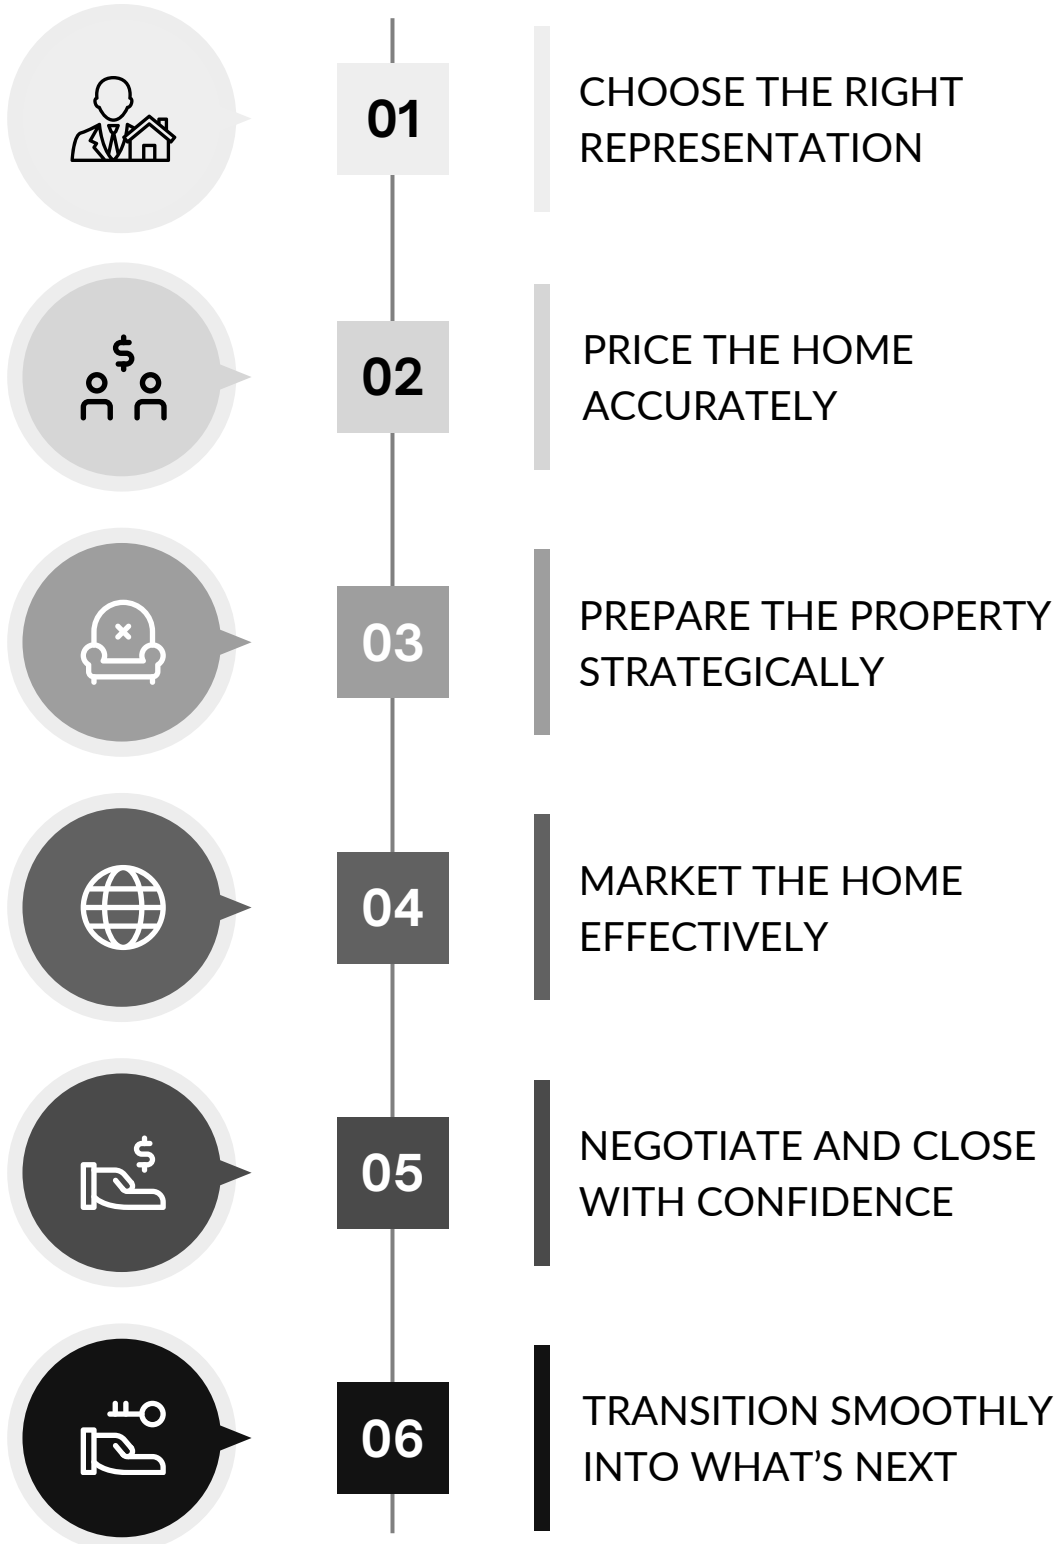 01
CHOOSE THE RIGHT
REPRESENTATION
02
PRICE THE HOME
ACCURATELY
03
PREPARE THE PROPERTY
STRATEGICALLY
04
MARKET THE HOME
EFFECTIVELY
05
NEGOTIATE AND CLOSE
WITH CONFIDENCE
06
TRANSITION SMOOTHLY
INTO WHAT’S NEXT